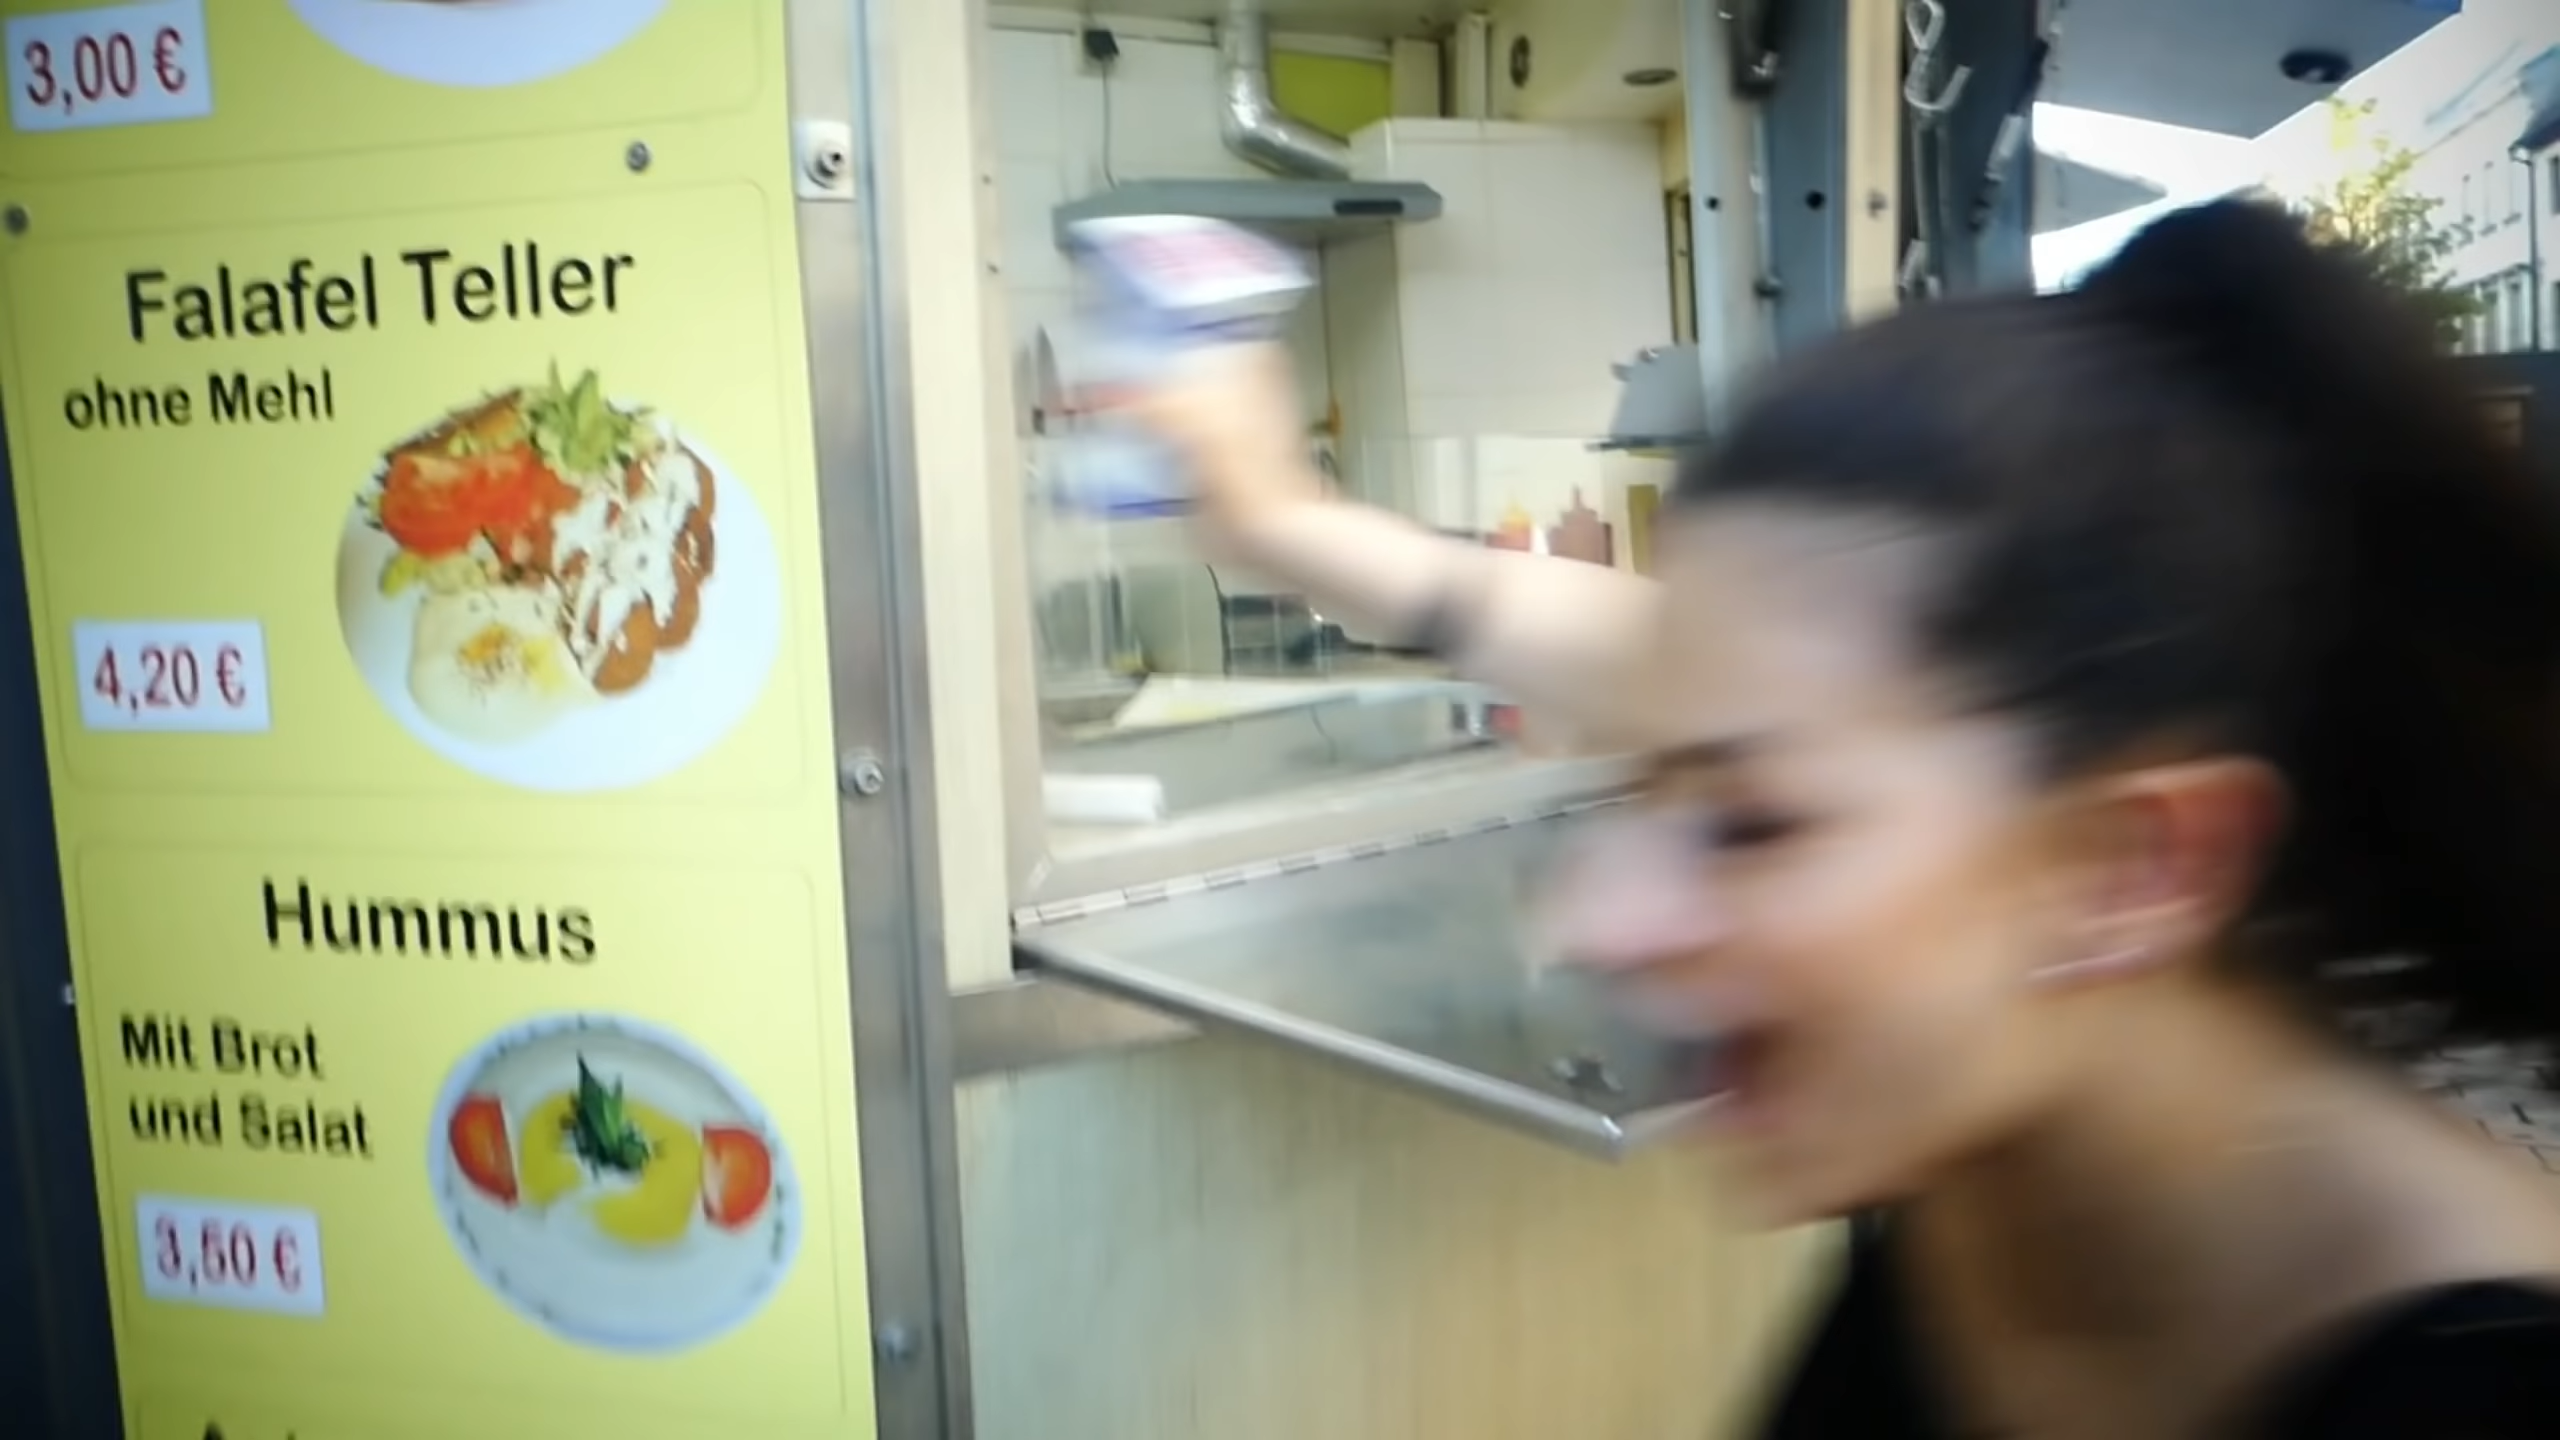 3,00 €
Falafel Teller
ohne Mehl
4,20 €
Hummus
Mit Brot
und Salat
3,50 €